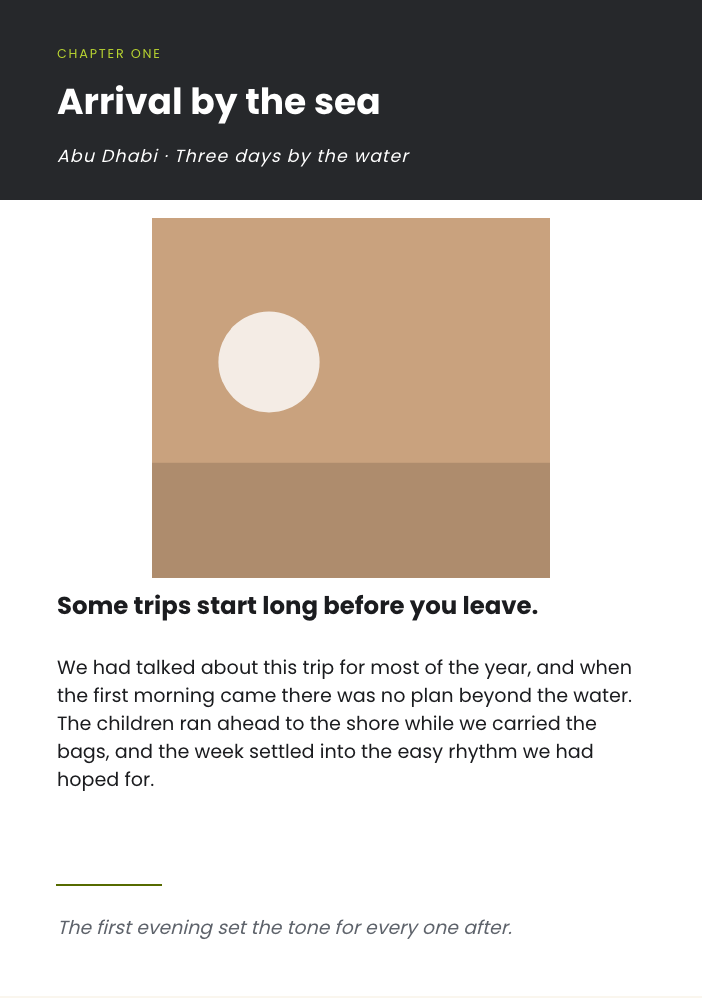 CHAPTER ONE
Arrival by the sea
Abu Dhabi · Three days by the water
Some trips start long before you leave.
We had talked about this trip for most of the year, and when
the first morning came there was no plan beyond the water.
The children ran ahead to the shore while we carried the
bags, and the week settled into the easy rhythm we had
hoped for.
The first evening set the tone for every one after.